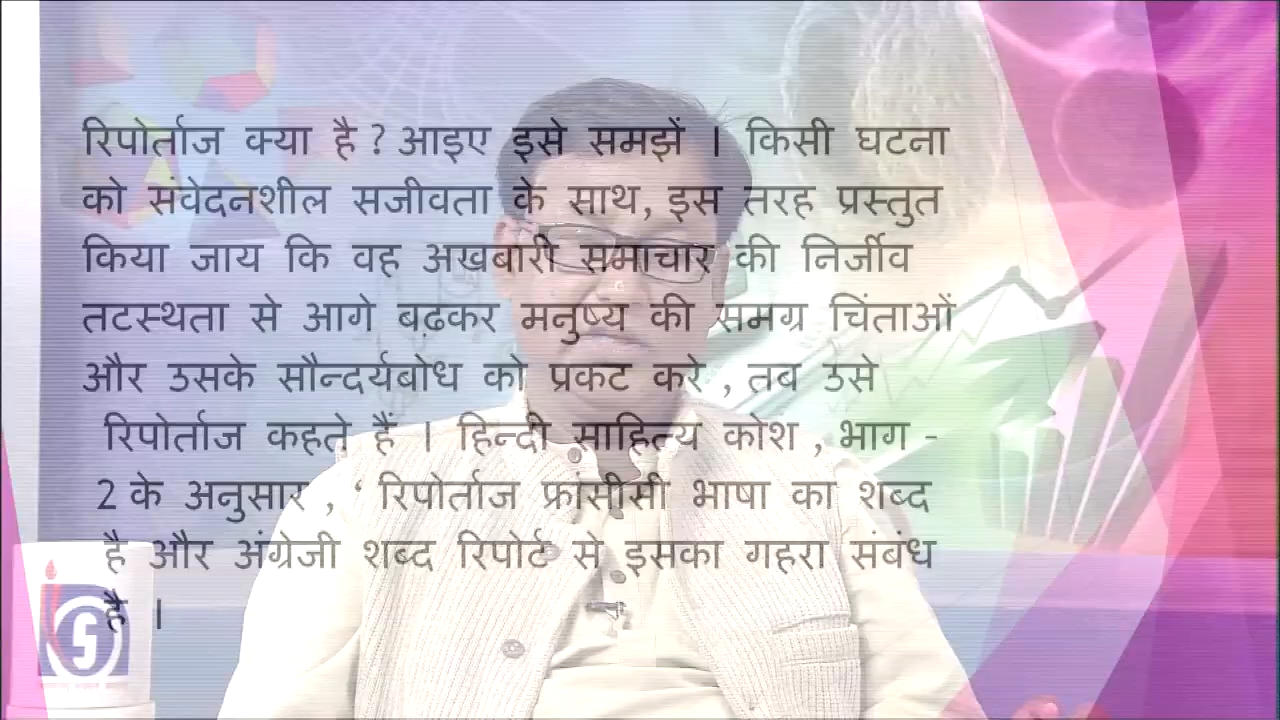 रिपोर्ताज क्या है ? आइए इसे समझें । किसी घटना
को संवेदनशील सजीवता के साथ, इस तरह प्रस्तुत
किया जाय कि वह अखबारी समाचार की निर्जीव
तटस्थता से आगे बढ़कर मनुष्य की समग्र चिंताओं
और उसके सौन्दर्यबोध को प्रकट करे , तब उसे
रिपोर्ताज कहते हैं । हिन्दी साहित्य कोश , भाग -
2 के अनुसार , ‘ रिपोर्ताज फ्रांसीसी भाषा का शब्द
है और अंग्रेजी शब्द रिपोर्ट से इसका गहरा संबंध
है ।